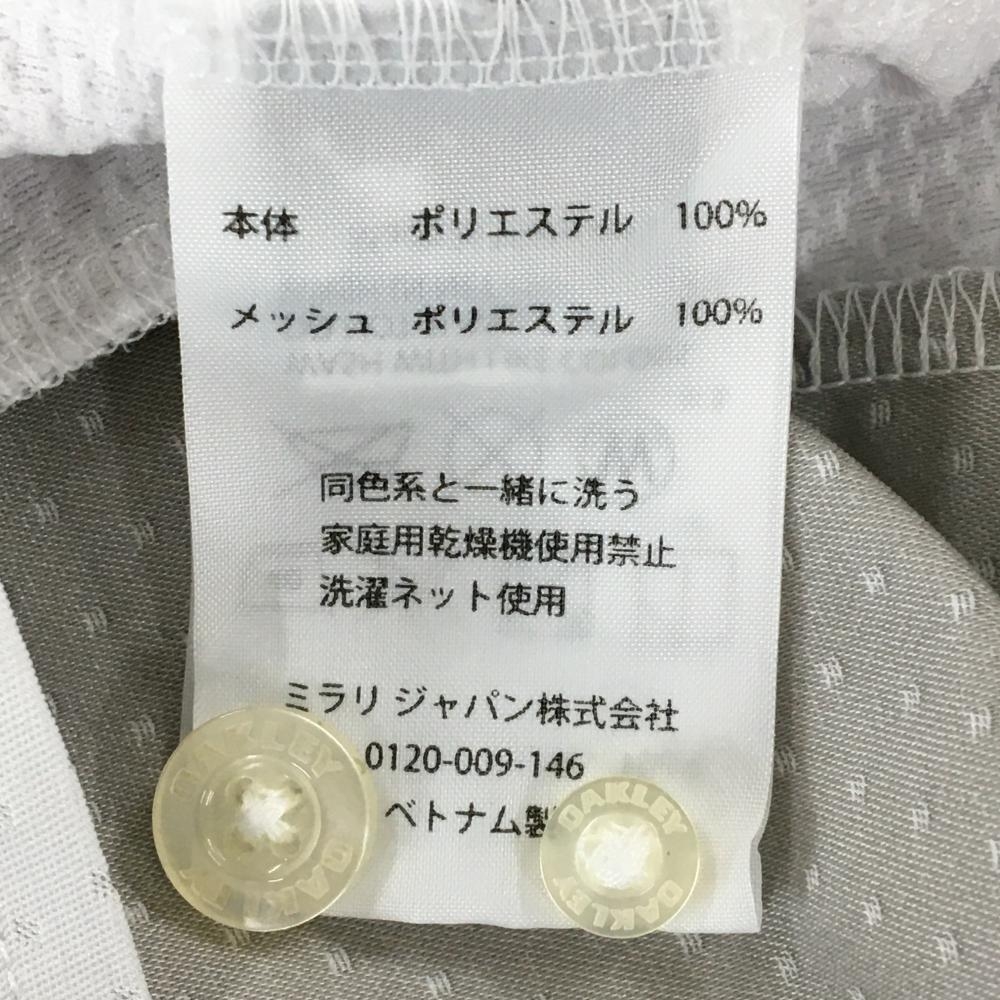 本体 ポリエステル 100%
メッシュ ポリエステル 100%
同色系と一緒に洗う
家庭用乾燥機使用禁止
洗濯ネット使用
ミラリ ジャパン株式会社
0120-009-146
ベトナム製
OAKLEY
OAKLEY
OAKLEY
OAKLEY